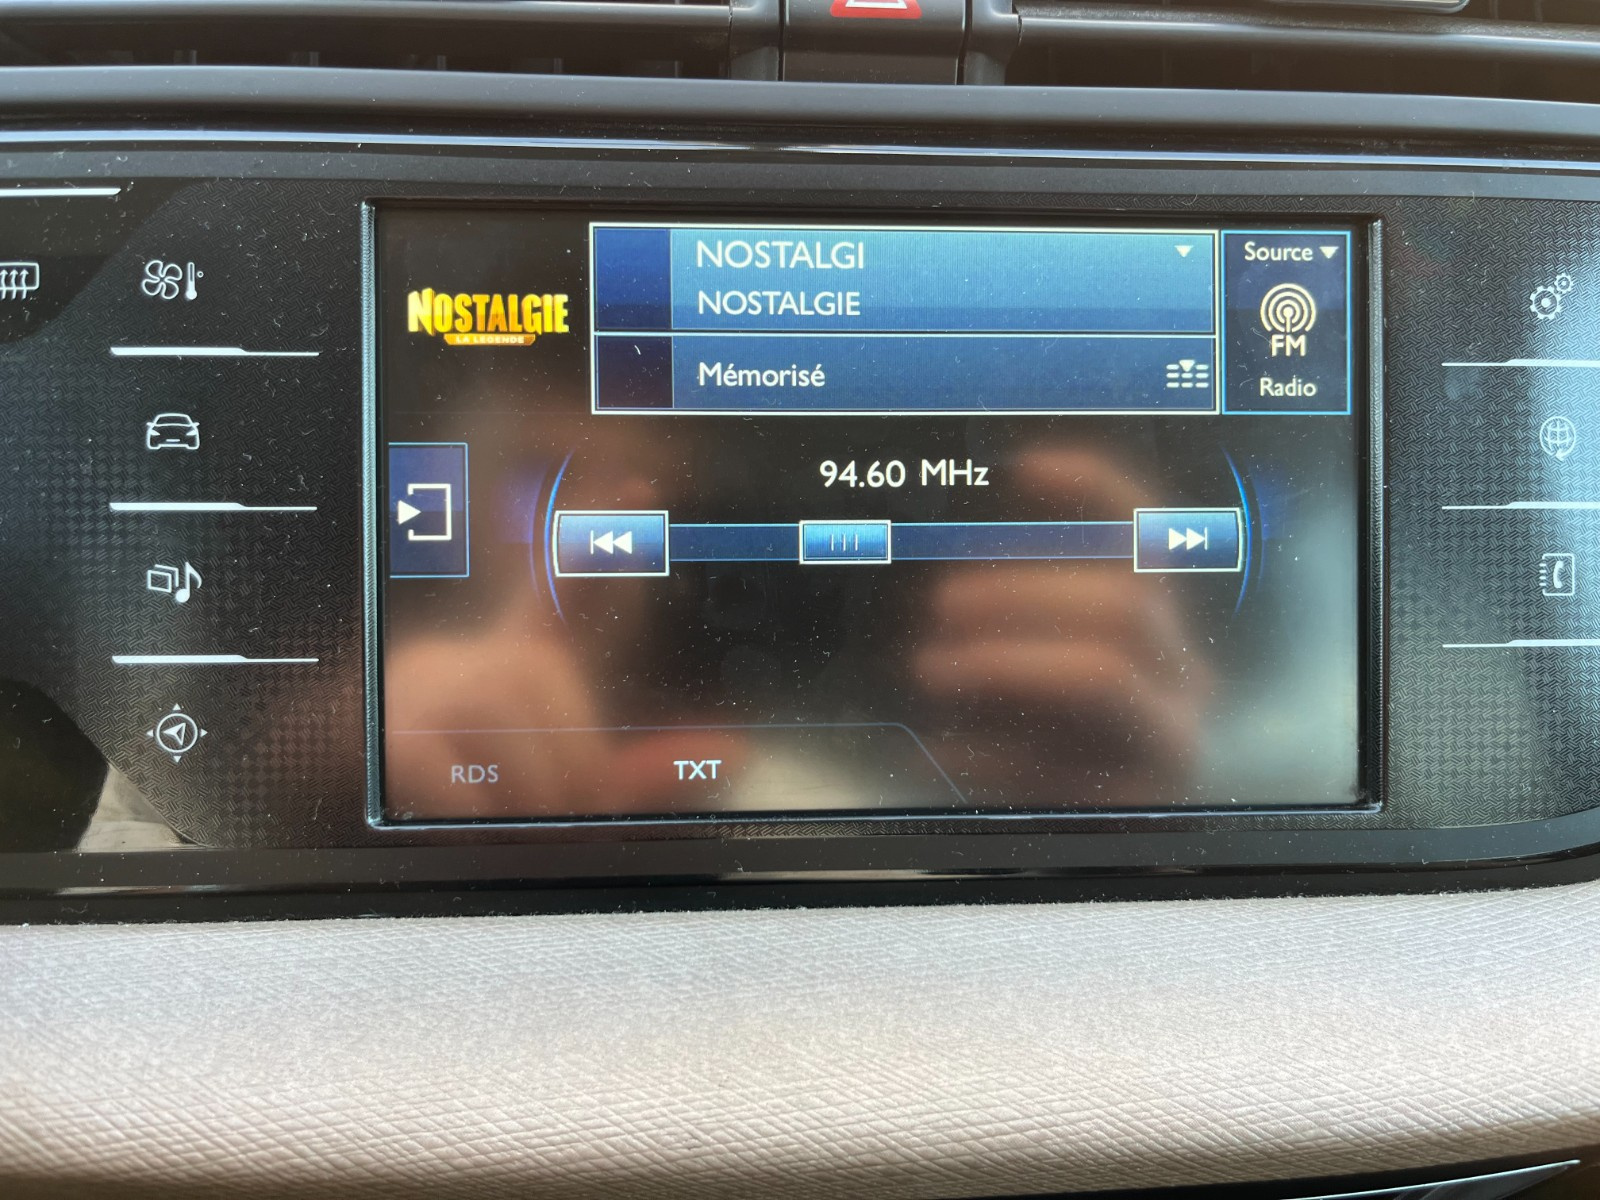 NOSTALGIE
LA LEGENDE
NOSTALGI
NOSTALGIE
Mémorisé
Source
FM
Radio
94.60 MHz
RDS
TXT